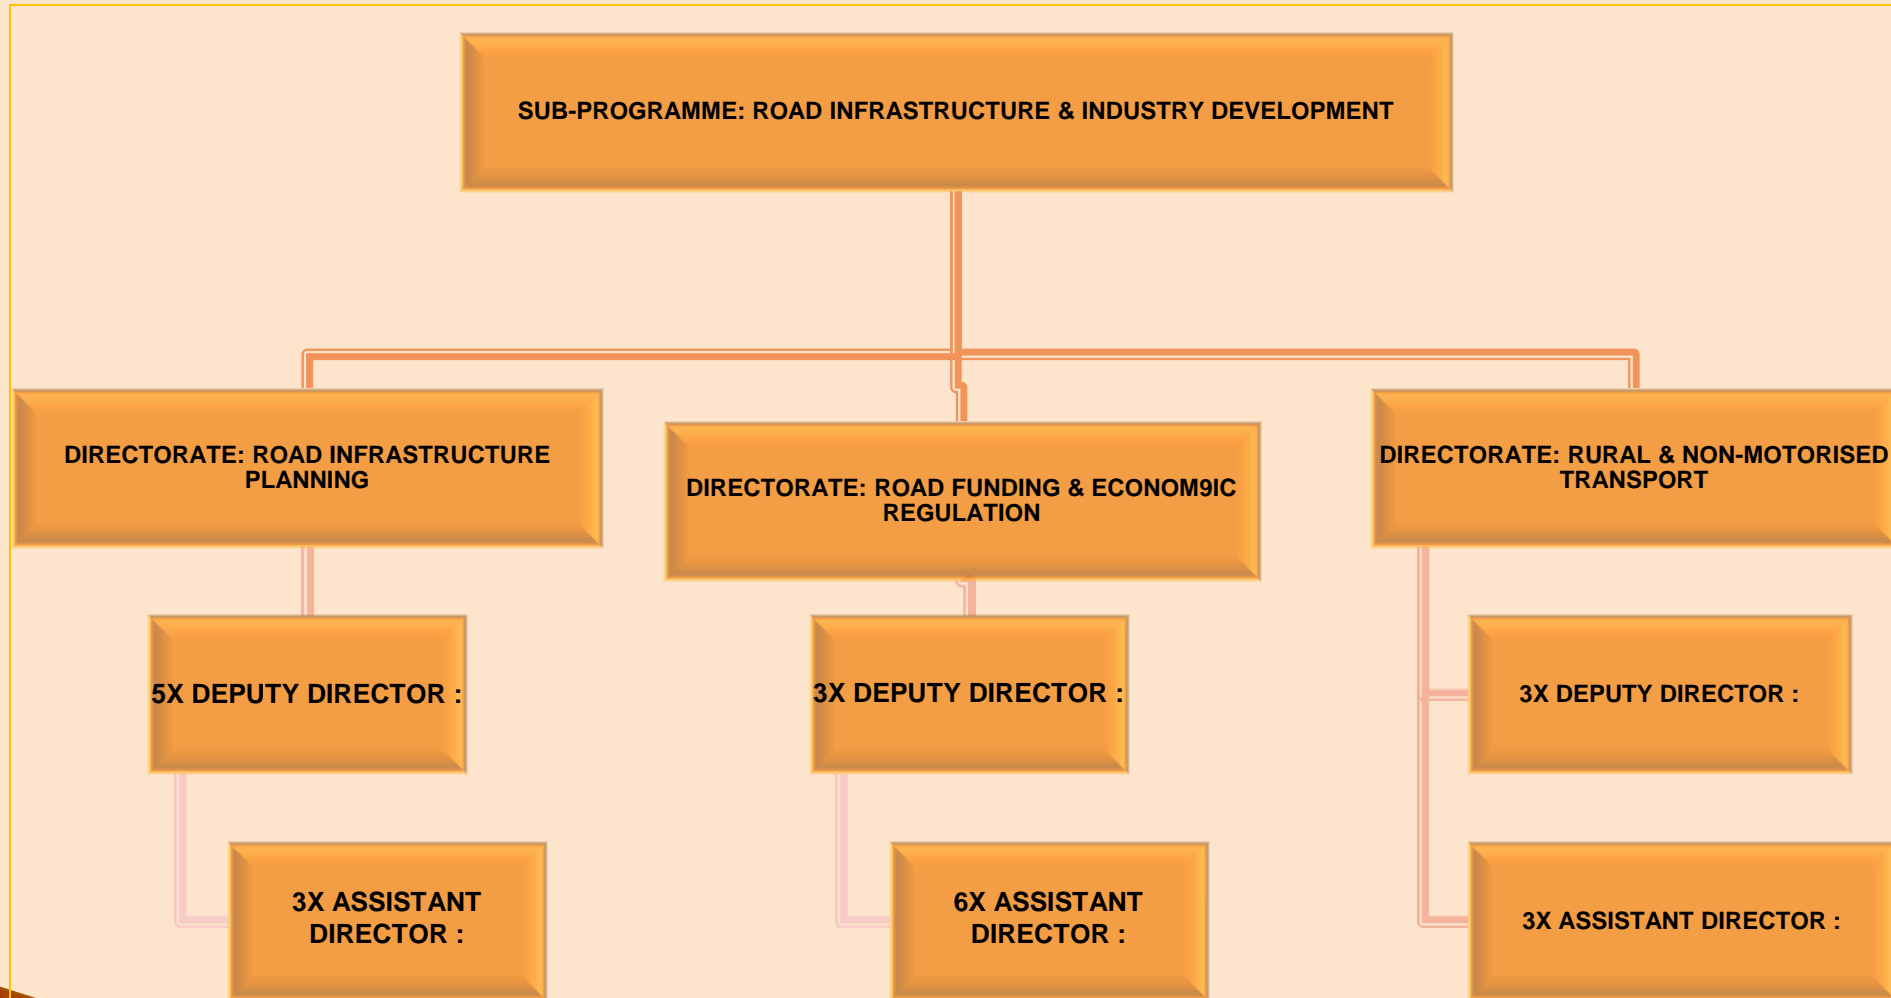 SUB-PROGRAMME: ROAD INFRASTRUCTURE & INDUSTRY DEVELOPMENT
DIRECTORATE: ROAD INFRASTRUCTURE
PLANNING
DIRECTORATE: ROAD FUNDING & ECONOM9IC
REGULATION
DIRECTORATE: RURAL & NON-MOTORISED
TRANSPORT
5X DEPUTY DIRECTOR :
3X DEPUTY DIRECTOR :
3X DEPUTY DIRECTOR :
3X ASSISTANT
DIRECTOR :
6X ASSISTANT
DIRECTOR :
3X ASSISTANT DIRECTOR :